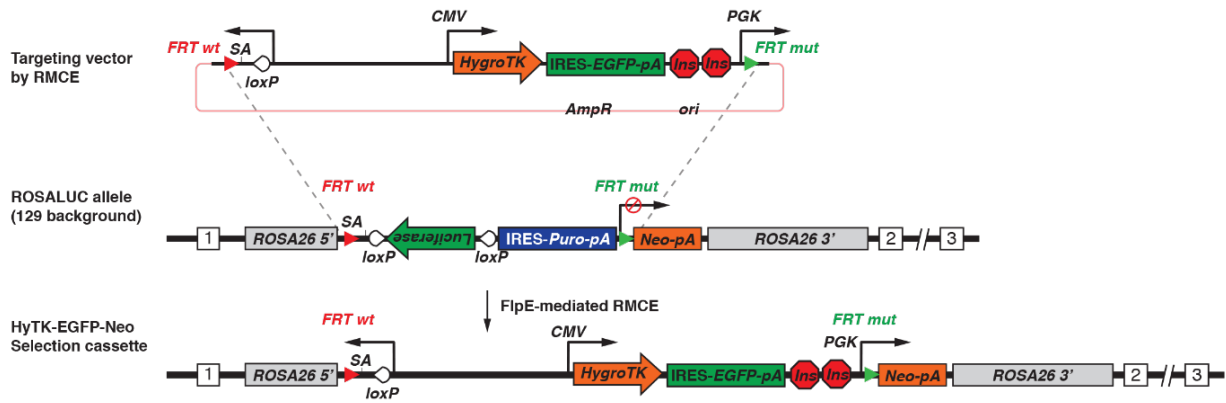 CMV
PGK
FRT wt
SA
FRT mut
Targeting vector
by RMCE
HygroTK
IRES-EGFP-pA
Ins
Ins
loxP
AmpR
ori
FRT wt
FRT mut
ROSALUC allele
(129 background)
SA
1
ROSA26 5'
Luciferase
IRES-Puro-pA
Neo-pA
ROSA26 3'
2
3
loxP
loxP
FlpE-mediated RMCE
HyTK-EGFP-Neo
Selection cassette
FRT wt
CMV
FRT mut
PGK
SA
1
ROSA26 5'
HygroTK
IRES-EGFP-pA
Ins
Ins
Neo-pA
ROSA26 3'
2
3
loxP